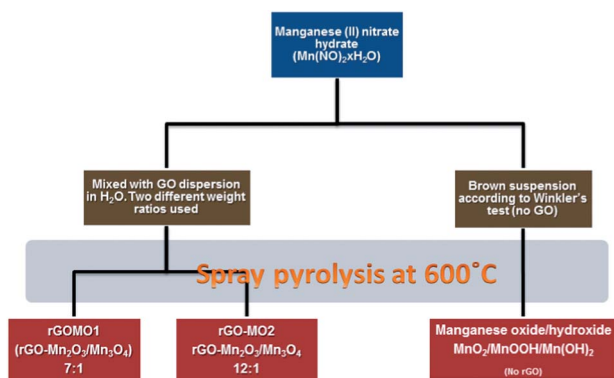 Manganese (II) nitrate
hydrate
(Mn(NO)₂xH₂O)
Mixed with GO dispersion
in H₂O. Two different weight
ratios used
Brown suspension
according to Winkler's
test (no GO)
Spray pyrolysis at 600˚C
rGOMO1
(rGO-Mn₂O₃/Mn₃O₄)
7:1
rGO-MO2
rGO-Mn₂O₃/Mn₃O₄
12:1
Manganese oxide/hydroxide
MnO₂/MnOOH/Mn(OH)₂
(No rGO)